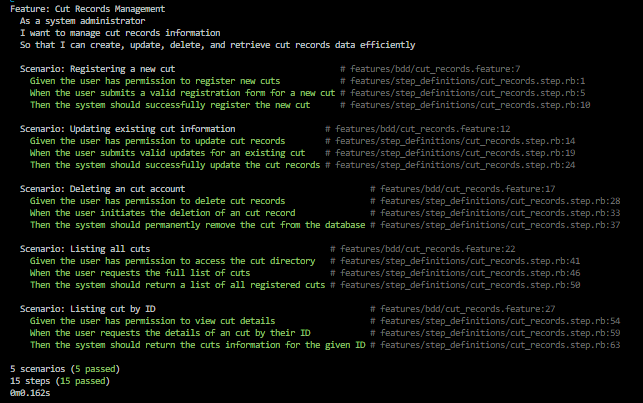 Feature: Cut Records Management
As a system administrator
I want to manage cut records information
So that I can create, update, delete, and retrieve cut records data efficiently
Scenario: Registering a new cut # features/bdd/cut_records.feature:7
Given the user has permission to register new cuts # features/step_definitions/cut_records.step.rb:1
When the user submits a valid registration form for a new cut # features/step_definitions/cut_records.step.rb:5
Then the system should successfully register the new cut # features/step_definitions/cut_records.step.rb:10
Scenario: Updating existing cut information # features/bdd/cut_records.feature:12
Given the user has permission to update cut records # features/step_definitions/cut_records.step.rb:14
When the user submits valid updates for an existing cut # features/step_definitions/cut_records.step.rb:19
Then the system should successfully update the cut records # features/step_definitions/cut_records.step.rb:24
Scenario: Deleting an cut account # features/bdd/cut_records.feature:17
Given the user has permission to delete cut records # features/step_definitions/cut_records.step.rb:28
When the user initiates the deletion of an cut record # features/step_definitions/cut_records.step.rb:33
Then the system should permanently remove the cut from the database # features/step_definitions/cut_records.step.rb:37
Scenario: Listing all cuts # features/bdd/cut_records.feature:22
Given the user has permission to access the cut directory # features/step_definitions/cut_records.step.rb:41
When the user requests the full list of cuts # features/step_definitions/cut_records.step.rb:46
Then the system should return a list of all registered cuts # features/step_definitions/cut_records.step.rb:50
Scenario: Listing cut by ID # features/bdd/cut_records.feature:27
Given the user has permission to view cut details # features/step_definitions/cut_records.step.rb:54
When the user requests the details of an cut by their ID # features/step_definitions/cut_records.step.rb:59
Then the system should return the cuts information for the given ID # features/step_definitions/cut_records.step.rb:63
5 scenarios (5 passed)
15 steps (15 passed)
0m0.162s